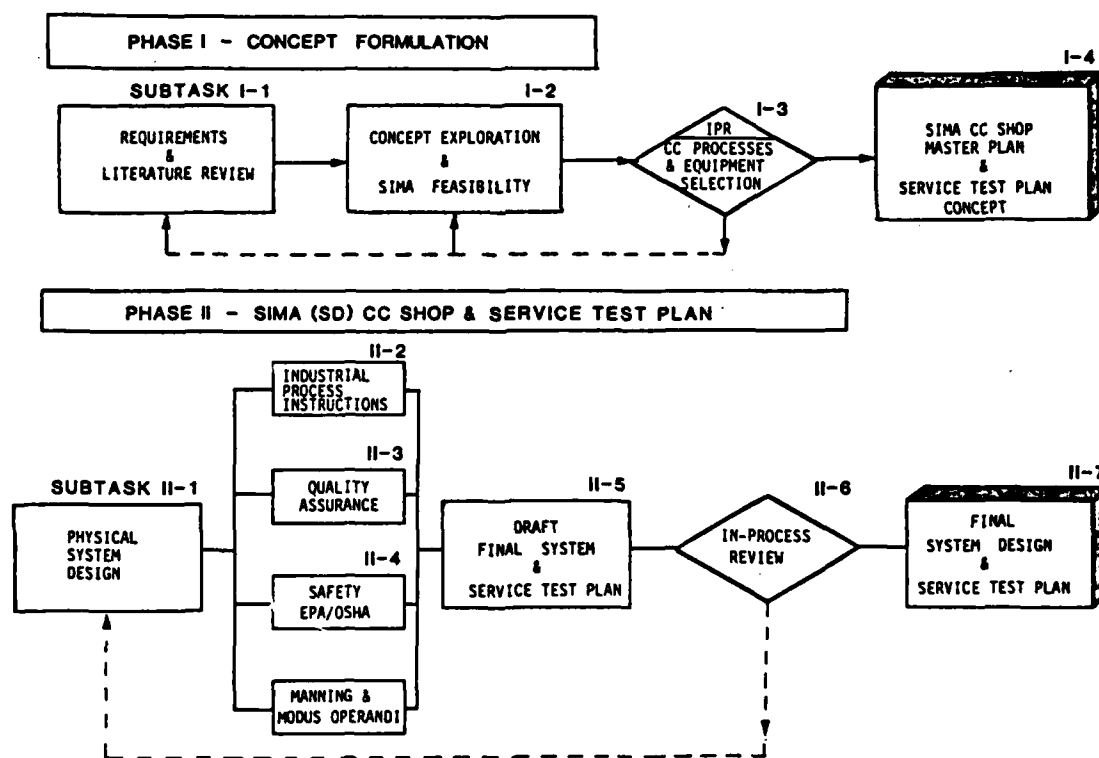 PHASE I - CONCEPT FORMULATION
SUBTASK I-1
REQUIREMENTS
&
LITERATURE REVIEW
I-2
CONCEPT EXPLORATION
&
SIMA FEASIBILITY
I-3
IPR
CC PROCESSES
& EQUIPMENT
SELECTION
I-4
SIMA CC SHOP
MASTER PLAN
&
SERVICE TEST PLAN
CONCEPT
PHASE II - SIMA (SD) CC SHOP & SERVICE TEST PLAN
SUBTASK II-1
PHYSICAL
SYSTEM
DESIGN
II-2
INDUSTRIAL
PROCESS
INSTRUCTIONS
II-3
QUALITY
ASSURANCE
II-4
SAFETY
EPA/OSHA
MANNING &
MODUS OPERANDI
II-5
DRAFT
FINAL SYSTEM
&
SERVICE TEST PLAN
II-6
IN-PROCESS
REVIEW
II-7
FINAL
SYSTEM DESIGN
&
SERVICE TEST PLAN